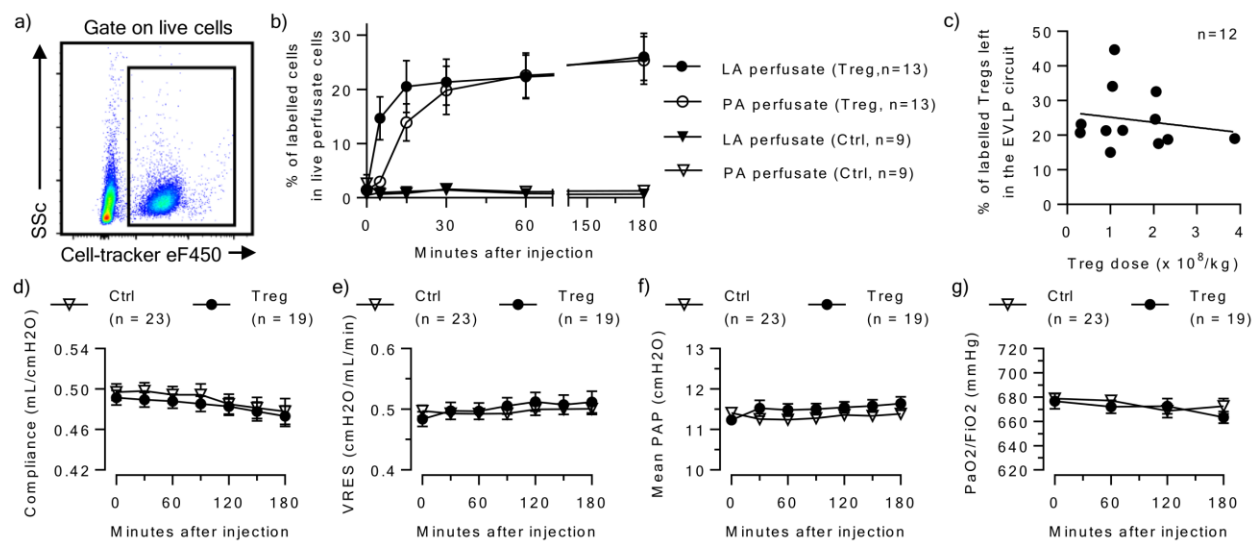 a)
Gate on live cells
SSc
Cell-tracker eF450
b)
% of labelled cells
in live perfusate cells
30
20
10
0
0
30
60
150
180
Minutes after injection
LA perfusate (Treg,n=13)
PA perfusate (Treg, n=13)
LA perfusate (Ctrl, n=9)
PA perfusate (Ctrl, n=9)
c)
n=12
% of labelled Tregs left
in the EVLP circuit
50
40
30
20
10
0
0
1
2
3
4
Treg dose (x 10⁸/kg)
d)
Ctrl
(n = 23)
Treg
(n = 19)
Compliance (mL/cmH2O)
0.54
0.50
0.46
0.42
0
60
120
180
Minutes after injection
e)
Ctrl
(n = 23)
Treg
(n = 19)
VRES (cmH2O/mL/min)
0.6
0.5
0.4
0
60
120
180
Minutes after injection
f)
Ctrl
(n = 23)
Treg
(n = 19)
Mean PAP (cmH2O)
13
12
11
10
0
60
120
180
Minutes after injection
g)
Ctrl
(n = 23)
Treg
(n = 19)
PaO2/FiO2 (mmHg)
720
700
680
660
640
620
0
60
120
180
Minutes after injection